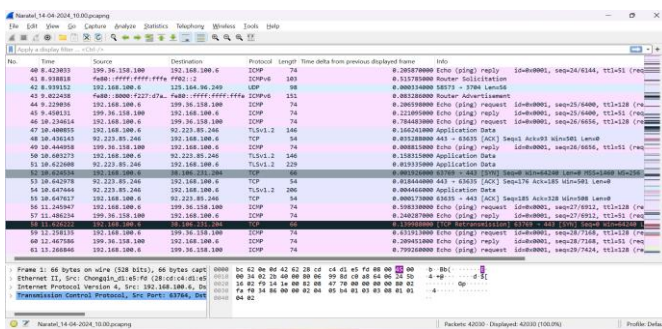 Naratel_14-04-2024_10.00.pcapng
File Edit View Go Capture Analyze Statistics Telephony Wireless Tools Help
Apply a display filter ... <Ctrl-/>
No. Time Source Destination Protocol Length Time delta from previous displayed frame Info
40 8.423033 199.36.158.100 192.168.100.6 ICMP 74 0.205870000 Echo (ping) reply id=0x0001, seq=24/6144, ttl=51 (req
41 8.938818 fe80::ffff:ffff:fffe ff02::2 ICMPv6 103 0.515785000 Router Solicitation
42 8.939152 192.168.100.6 125.164.96.249 UDP 98 0.000334000 58573 → 3704 Len=56
43 9.022438 fe80::8000:f227:d7a… fe80::ffff:ffff:fffe ICMPv6 151 0.083286000 Router Advertisement
44 9.229036 192.168.100.6 199.36.158.100 ICMP 74 0.206598000 Echo (ping) request id=0x0001, seq=25/6400, ttl=128 (re
45 9.450131 199.36.158.100 192.168.100.6 ICMP 74 0.221095000 Echo (ping) reply id=0x0001, seq=25/6400, ttl=51 (req
46 10.234614 192.168.100.6 199.36.158.100 ICMP 74 0.784483000 Echo (ping) request id=0x0001, seq=26/6656, ttl=128 (re
47 10.400855 192.168.100.6 92.223.85.246 TLSv1.2 146 0.166241000 Application Data
48 10.436143 92.223.85.246 192.168.100.6 TCP 54 0.035288000 443 → 63635 [ACK] Seq=1 Ack=93 Win=501 Len=0
49 10.444958 199.36.158.100 192.168.100.6 ICMP 74 0.008815000 Echo (ping) reply id=0x0001, seq=26/6656, ttl=51 (req
50 10.603273 92.223.85.246 192.168.100.6 TLSv1.2 146 0.158315000 Application Data
51 10.622608 192.168.100.6 92.223.85.246 TLSv1.2 229 0.019335000 Application Data
52 10.624534 192.168.100.6 38.106.231.204 TCP 66 0.001926000 63769 → 443 [SYN] Seq=0 Win=64240 Len=0 MSS=1460 WS=256
53 10.642978 92.223.85.246 192.168.100.6 TCP 54 0.018444000 443 → 63635 [ACK] Seq=176 Ack=185 Win=501 Len=0
54 10.647444 92.223.85.246 192.168.100.6 TLSv1.2 206 0.004466000 Application Data
55 10.647617 192.168.100.6 92.223.85.246 TCP 54 0.000173000 63635 → 443 [ACK] Seq=185 Ack=328 Win=508 Len=0
56 11.245947 192.168.100.6 199.36.158.100 ICMP 74 0.598330000 Echo (ping) request id=0x0001, seq=27/6912, ttl=128 (re
57 11.486234 199.36.158.100 192.168.100.6 ICMP 74 0.240287000 Echo (ping) reply id=0x0001, seq=27/6912, ttl=51 (req
58 11.626222 192.168.100.6 38.106.231.204 TCP 66 0.139988000 [TCP Retransmission] 63769 → 443 [SYN] Seq=0 Win=64240 L
59 12.258135 192.168.100.6 199.36.158.100 ICMP 74 0.631913000 Echo (ping) request id=0x0001, seq=28/7168, ttl=128 (re
60 12.467586 199.36.158.100 192.168.100.6 ICMP 74 0.209451000 Echo (ping) reply id=0x0001, seq=28/7168, ttl=51 (req
61 13.266846 192.168.100.6 199.36.158.100 ICMP 74 0.799260000 Echo (ping) request id=0x0001, seq=29/7424, ttl=128 (re
Frame 1: 66 bytes on wire (528 bits), 66 bytes capt
Ethernet II, Src: Chongqin_d1:e5:fd (28:cd:c4:d1:e5
Internet Protocol Version 4, Src: 192.168.100.6, Ds
Transmission Control Protocol, Src Port: 63764, Dst
Naratel_14-04-2024_10.00.pcapng
Packets: 42030 · Displayed: 42030 (100.0%)
Profile: Defau